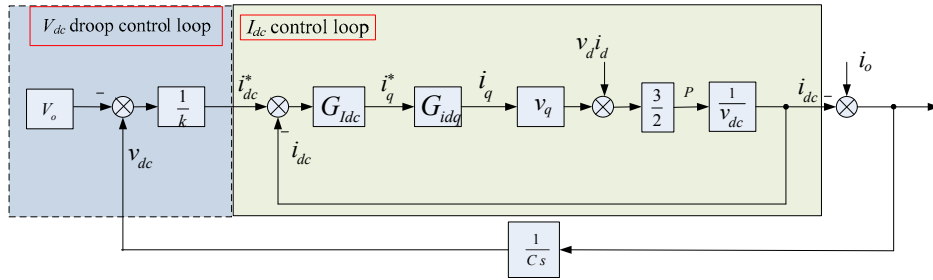 V_dc droop control loop
I_dc control loop
V_o
−
1/k
v_dc
i*_dc
−
i_dc
G_Idc
i*_q
G_idq
i_q
v_q
v_d i_d
3/2
P
1/v_dc
i_dc
−
i_o
1/C s